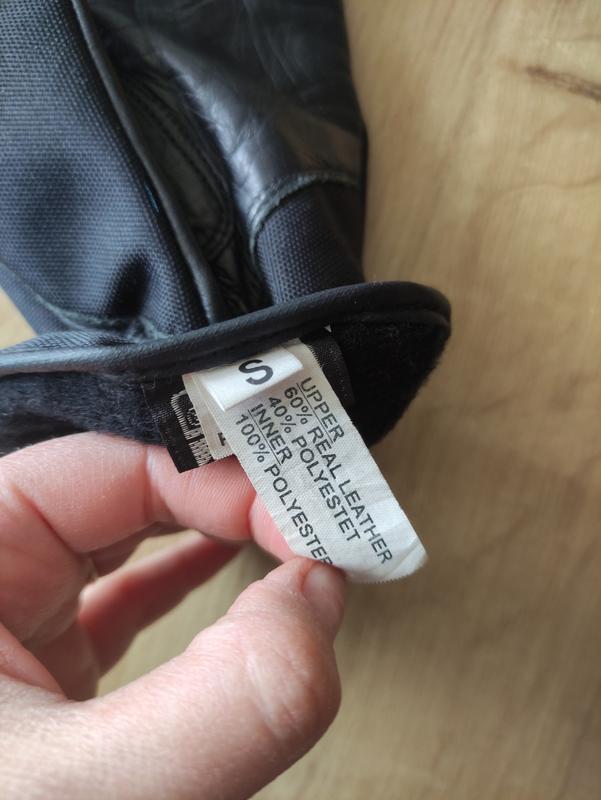 S
UPPER
60% REAL LEATHER
40% POLYESTET
INNER
100% POLYESTER